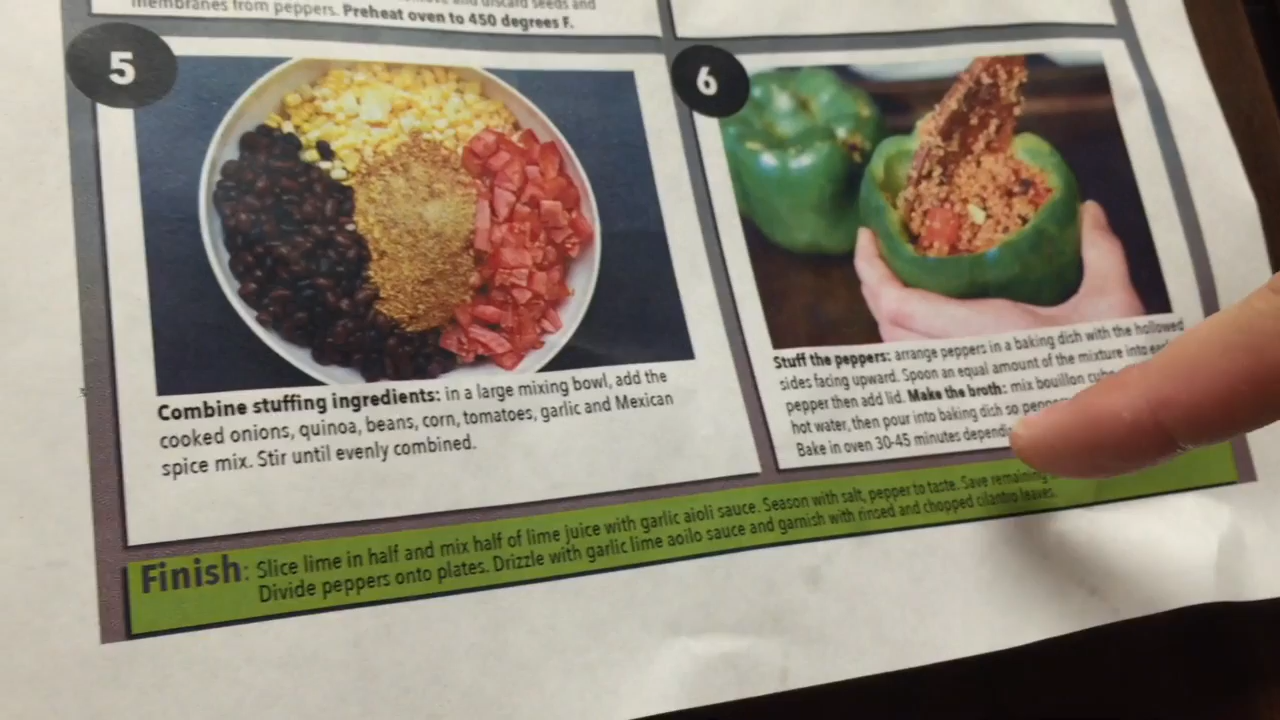 membranes from peppers. Preheat oven to 450 degrees F.
5
Combine stuffing ingredients: in a large mixing bowl, add the
cooked onions, quinoa, beans, corn, tomatoes, garlic and Mexican
spice mix. Stir until evenly combined.
6
Stuff the peppers: arrange peppers in a baking dish with the hollowed
sides facing upward. Spoon an equal amount of the mixture into
pepper then add lid. Make the broth: mix bouillon
hot water, then pour into baking dish so
Bake in oven 30-45 minutes
Finish: Slice lime in half and mix half of lime juice with garlic aioli sauce. Season with salt, pepper to taste. Save remaining
Divide peppers onto plates. Drizzle with garlic lime aoilo sauce and garnish with rinsed and chopped cilantro leaves.